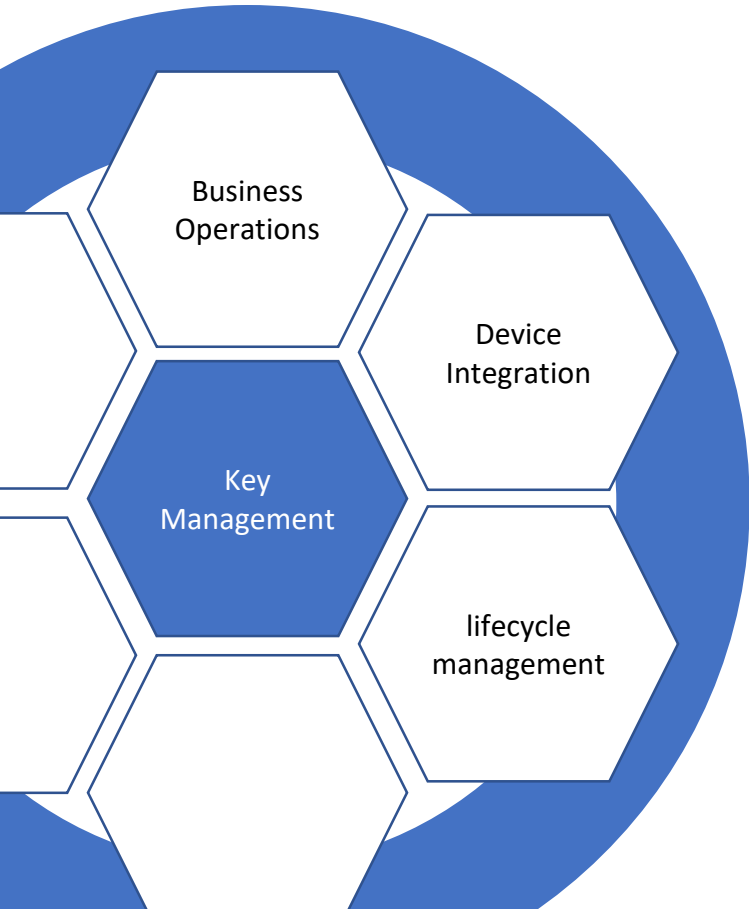 Business
Operations
Device
Integration
Key
Management
lifecycle
management